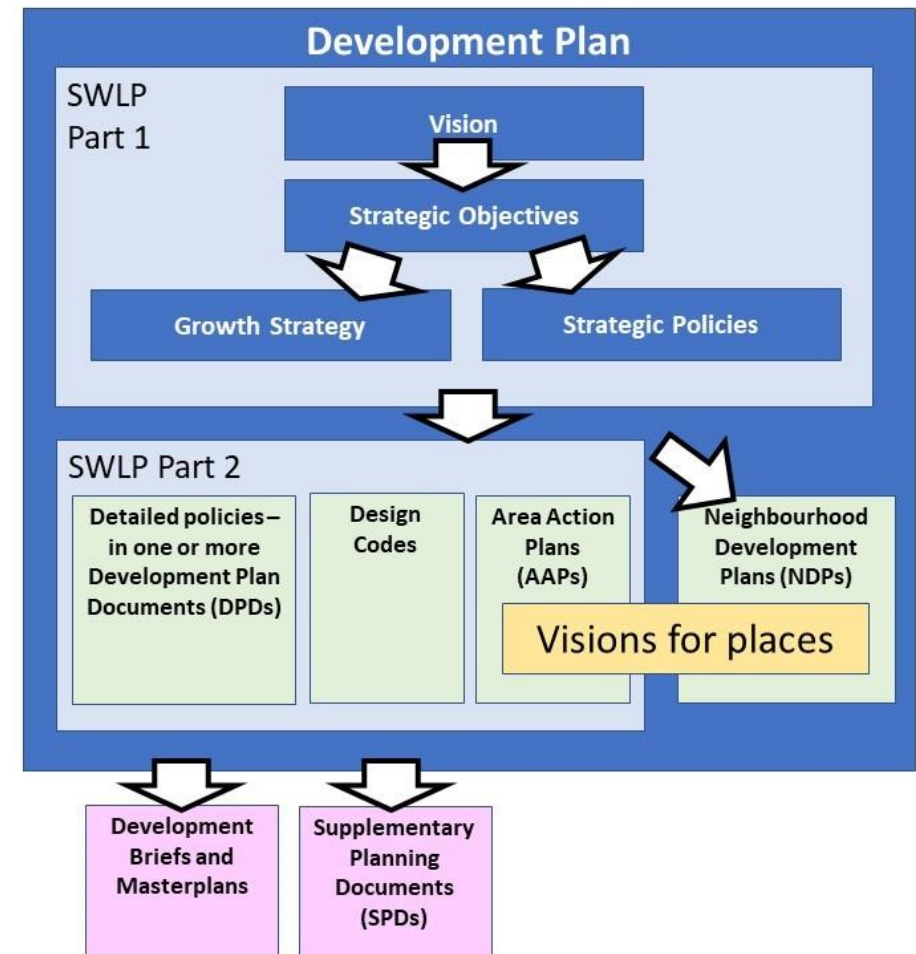 Development Plan
SWLP
Part 1
Vision
Strategic Objectives
Growth Strategy
Strategic Policies
SWLP Part 2
Detailed policies –
in one or more
Development Plan
Documents (DPDs)
Design
Codes
Area Action
Plans
(AAPs)
Neighbourhood
Development
Plans (NDPs)
Visions for places
Development
Briefs and
Masterplans
Supplementary
Planning
Documents
(SPDs)